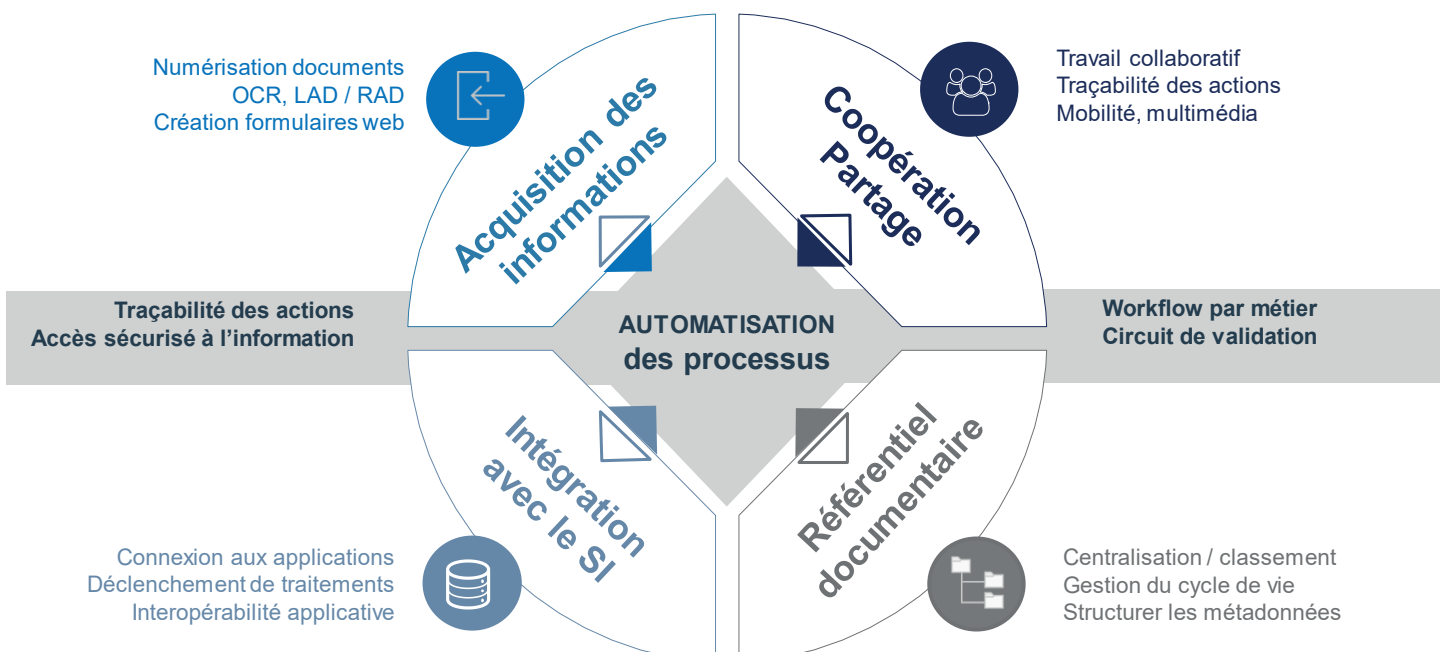 Numérisation documents
OCR, LAD / RAD
Création formulaires web
Acquisition des
informations
Coopération
Partage
Travail collaboratif
Traçabilité des actions
Mobilité, multimédia
Traçabilité des actions
Accès sécurisé à l’information
AUTOMATISATION
des processus
Workflow par métier
Circuit de validation
Intégration
avec le SI
Référentiel
documentaire
Connexion aux applications
Déclenchement de traitements
Interopérabilité applicative
Centralisation / classement
Gestion du cycle de vie
Structurer les métadonnées